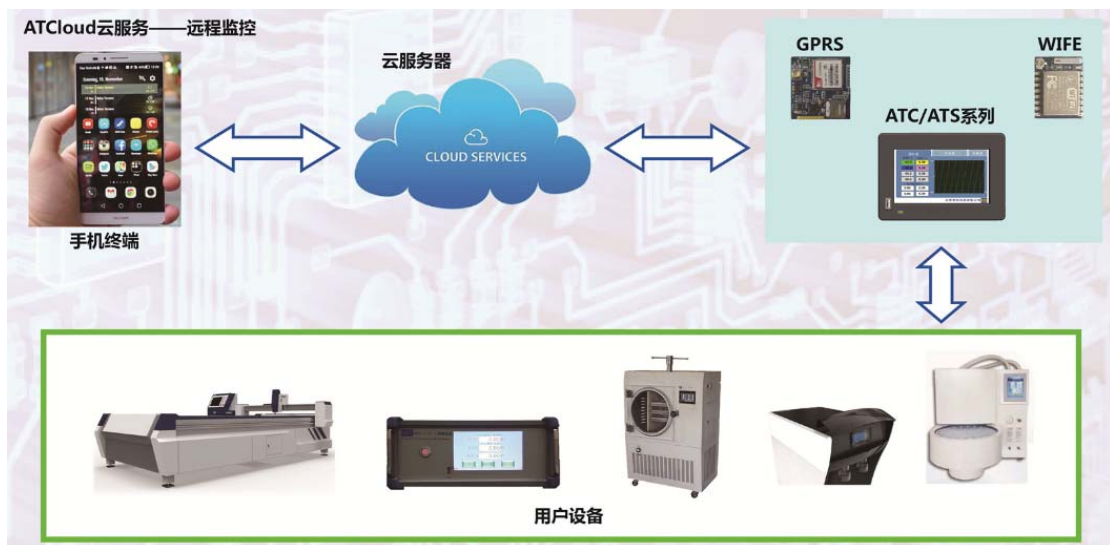 ATCloud云服务——远程监控
GPRS
WIFE
云服务器
ATC/ATS系列
CLOUD SERVICES
手机终端
用户设备